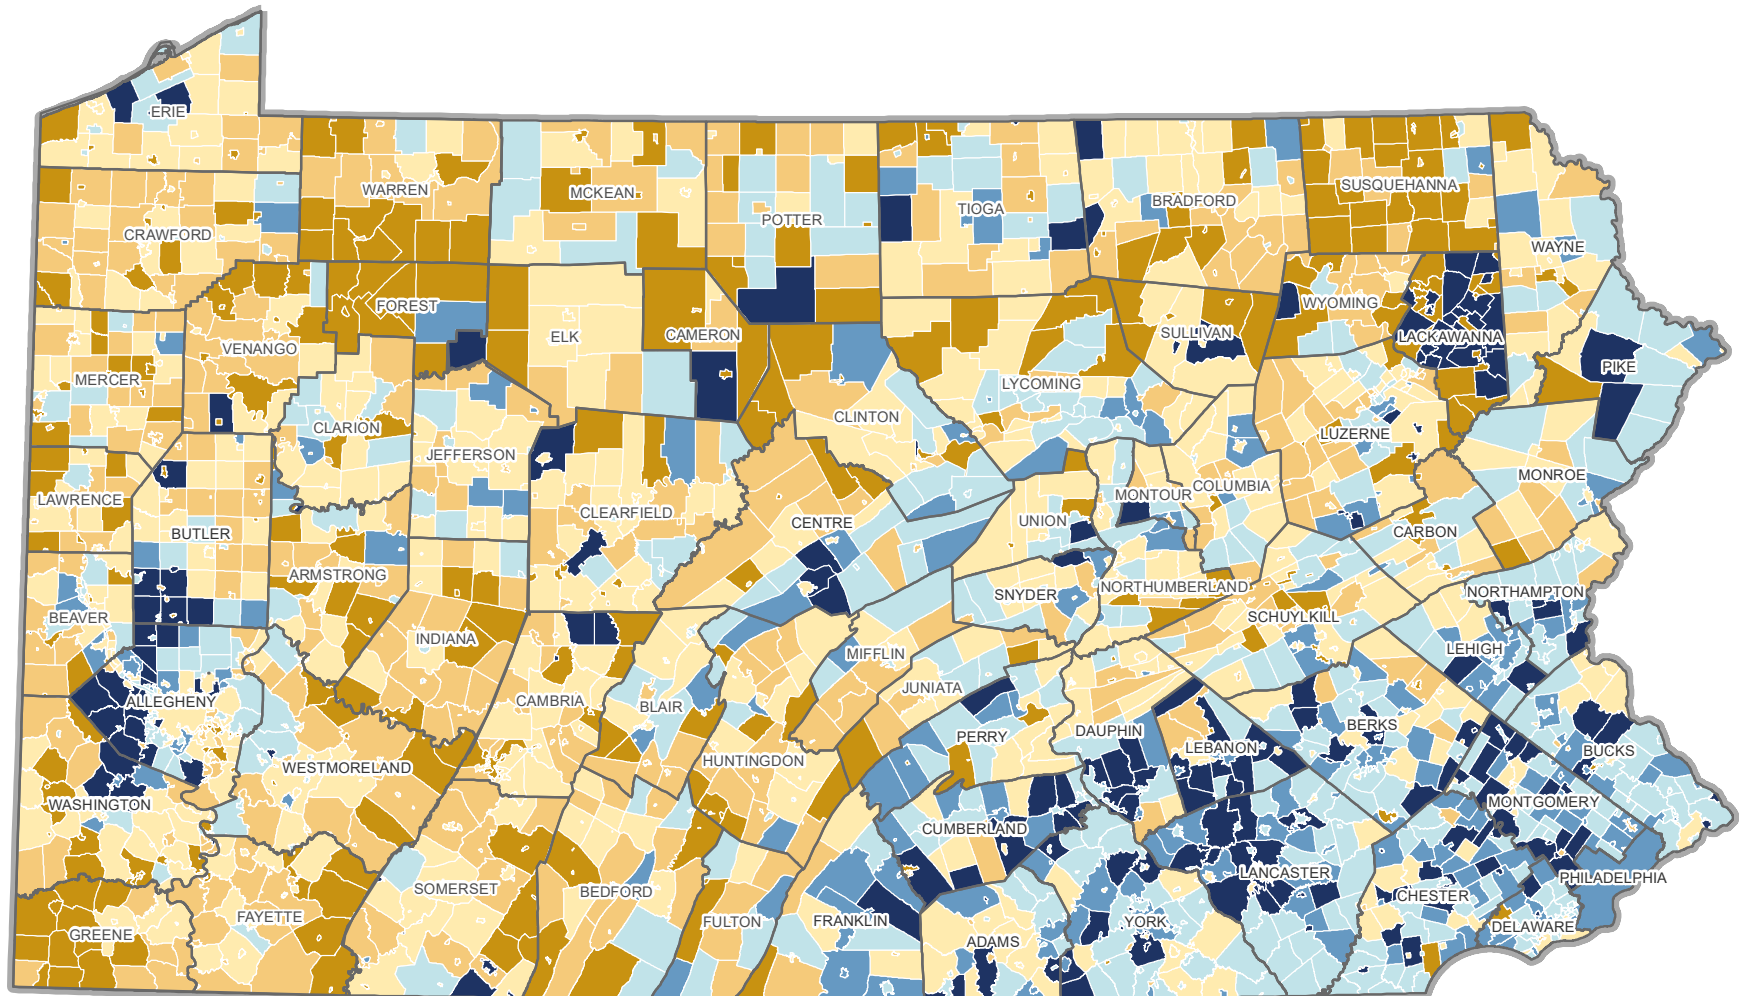 ERIE
WARREN
MCKEAN
POTTER
TIOGA
BRADFORD
SUSQUEHANNA
WAYNE
CRAWFORD
FOREST
VENANGO
ELK
CAMERON
SULLIVAN
WYOMING
LACKAWANNA
PIKE
MERCER
CLARION
JEFFERSON
CLINTON
LYCOMING
LUZERNE
MONROE
LAWRENCE
BUTLER
CLEARFIELD
CENTRE
UNION
MONTOUR
COLUMBIA
CARBON
ARMSTRONG
BEAVER
INDIANA
SNYDER
NORTHUMBERLAND
SCHUYLKILL
NORTHAMPTON
LEHIGH
ALLEGHENY
CAMBRIA
BLAIR
MIFFLIN
JUNIATA
PERRY
DAUPHIN
LEBANON
BERKS
BUCKS
WASHINGTON
WESTMORELAND
HUNTINGDON
CUMBERLAND
MONTGOMERY
GREENE
FAYETTE
SOMERSET
BEDFORD
FULTON
FRANKLIN
ADAMS
YORK
LANCASTER
CHESTER
DELAWARE
PHILADELPHIA